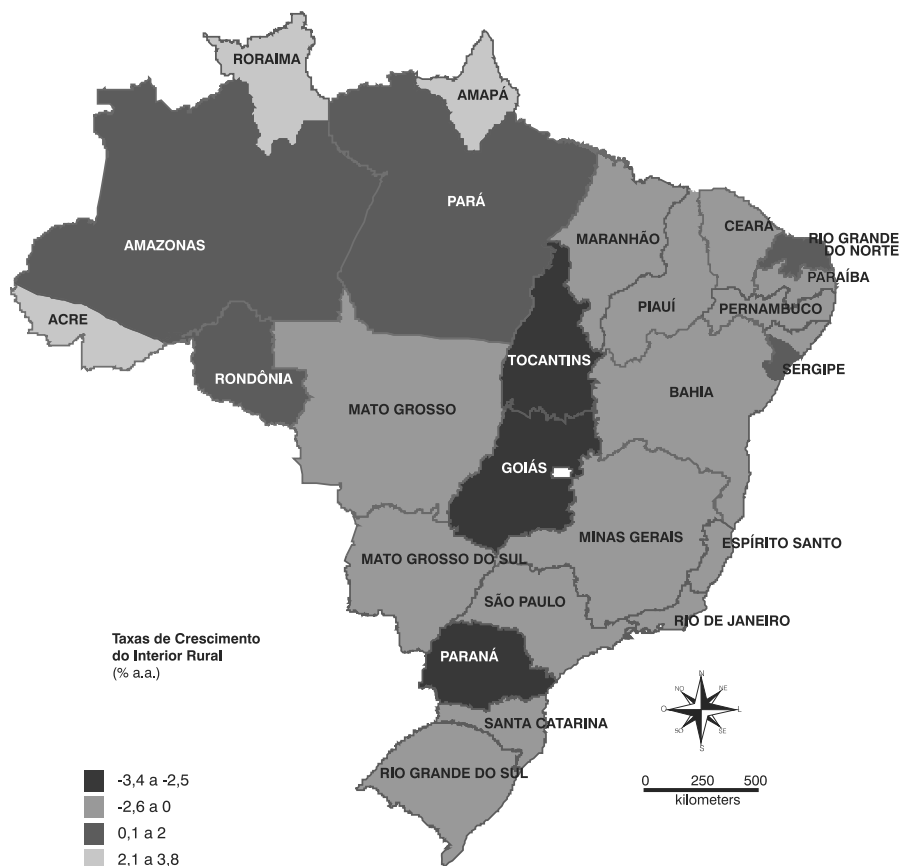 RORAIMA
AMAPÁ
AMAZONAS
PARÁ
MARANHÃO
CEARÁ
RIO GRANDE
DO NORTE
PARAÍBA
ACRE
PIAUÍ
PERNAMBUCO
RONDÔNIA
TOCANTINS
SERGIPE
MATO GROSSO
BAHIA
GOIÁS
MINAS GERAIS
ESPÍRITO SANTO
MATO GROSSO DO SUL
SÃO PAULO
RIO DE JANEIRO
PARANÁ
SANTA CATARINA
RIO GRANDE DO SUL
Taxas de Crescimento
do Interior Rural
(% a.a.)
-3,4 a -2,5
-2,6 a 0
0,1 a 2
2,1 a 3,8
N
NO NE
O L
SO SE
S
0 250 500
kilometers